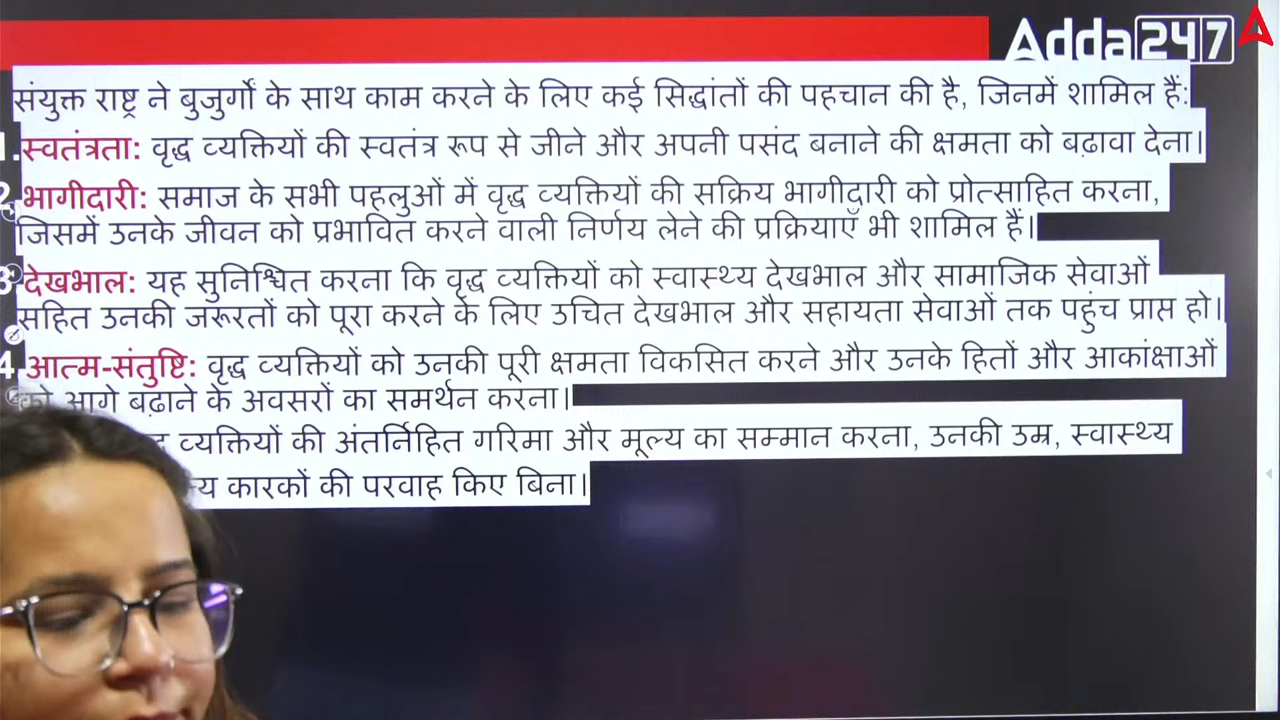 Adda247
संयुक्त राष्ट्र ने बुजुर्गों के साथ काम करने के लिए कई सिद्धांतों की पहचान की है, जिनमें शामिल हैं:
1.स्वतंत्रता: वृद्ध व्यक्तियों की स्वतंत्र रूप से जीने और अपनी पसंद बनाने की क्षमता को बढ़ावा देना।
2 भागीदारी: समाज के सभी पहलुओं में वृद्ध व्यक्तियों की सक्रिय भागीदारी को प्रोत्साहित करना,
जिसमें उनके जीवन को प्रभावित करने वाली निर्णय लेने की प्रक्रियाएँ भी शामिल हैं।
3 देखभाल: यह सुनिश्चित करना कि वृद्ध व्यक्तियों को स्वास्थ्य देखभाल और सामाजिक सेवाओं
सहित उनकी जरूरतों को पूरा करने के लिए उचित देखभाल और सहायता सेवाओं तक पहुंच प्राप्त हो।
4. आत्म-संतुष्टि: वृद्ध व्यक्तियों को उनकी पूरी क्षमता विकसित करने और उनके हितों और आकांक्षाओं
को आगे बढ़ाने के अवसरों का समर्थन करना।
व्यक्तियों की अंतर्निहित गरिमा और मूल्य का सम्मान करना, उनकी उम्र, स्वास्थ्य
कारकों की परवाह किए बिना।